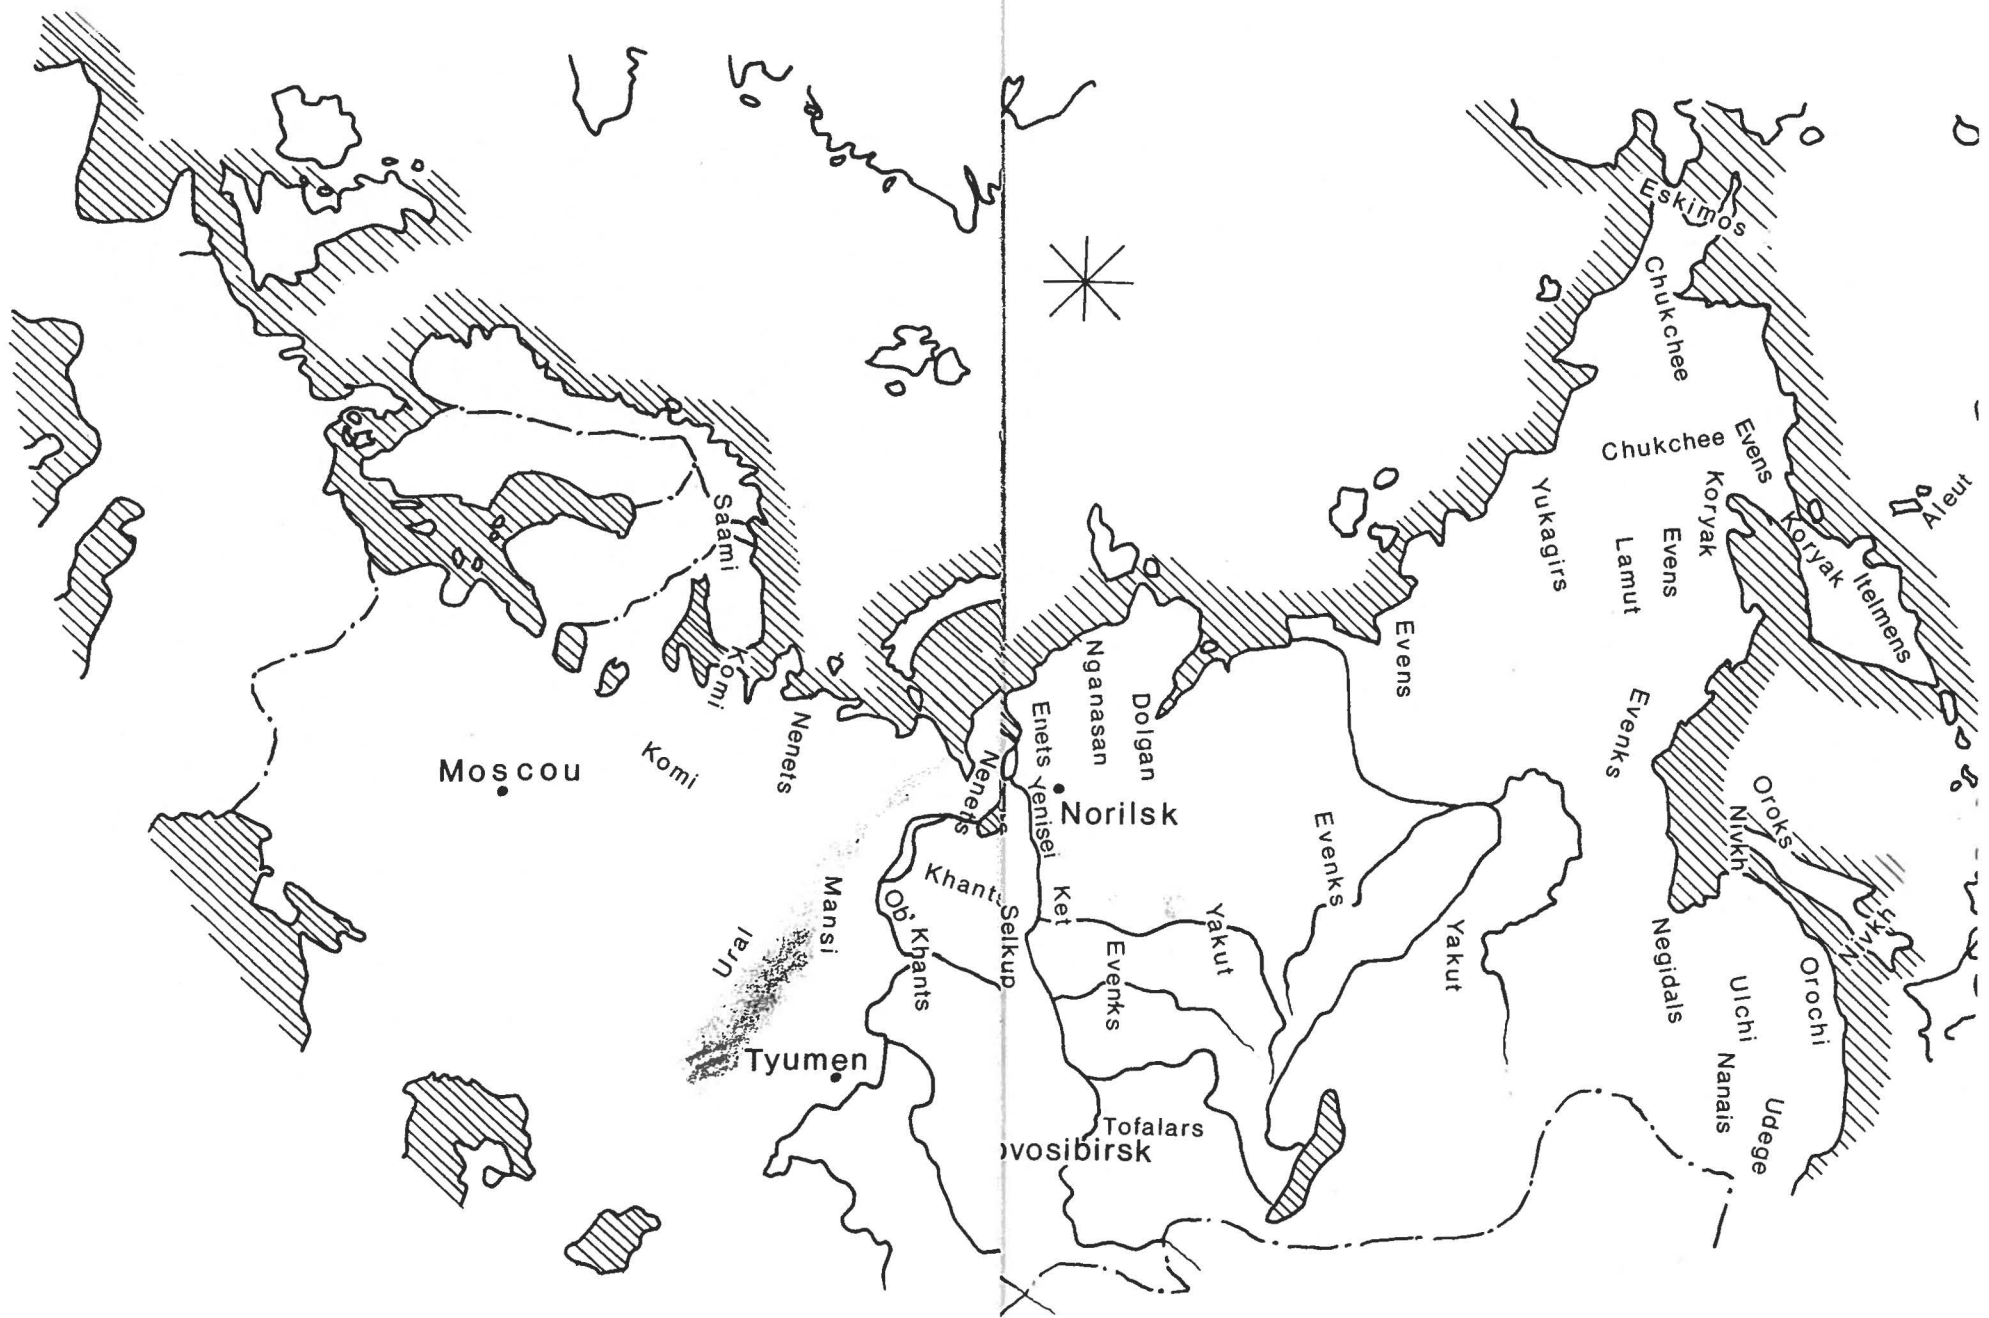 Eskimos
Chukchee
Chukchee
Evens
Koryak
Aleut
Yukagirs
Lamut
Evens
Koryak
Itelmens
Saami
Komi
Nenets
Komi
Moscou
Enets
Nganasan
Dolgan
Evens
Evenks
Nenets
Yenisei
Norilsk
Oroks
Nivkh
Evenks
Khants
Ob'
Khants
Selkup
Ket
Yakut
Evenks
Yakut
Mansi
Ural
Nivkh
Negidals
Ulchi
Orochi
Tyumen
Nanais
Udege
Tofalars
ovosibirsk